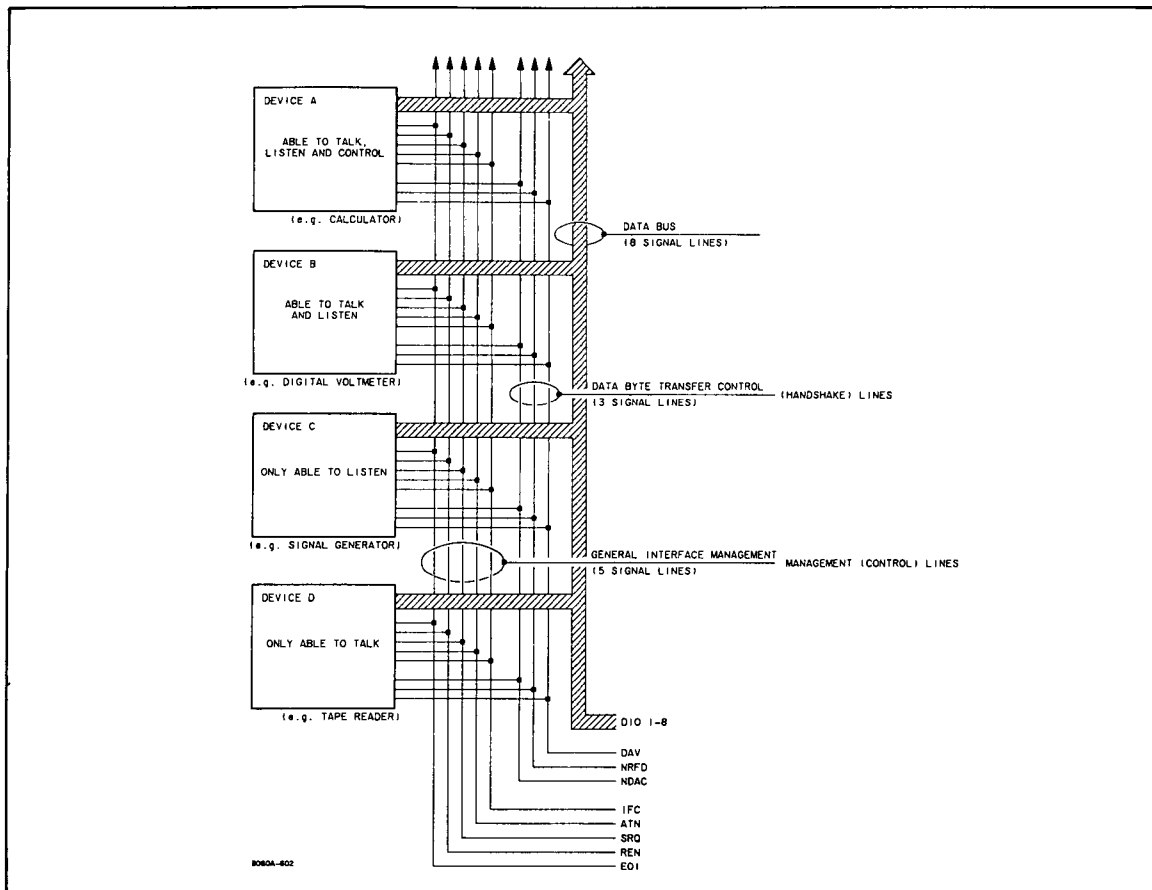 DEVICE A
ABLE TO TALK,
LISTEN AND CONTROL
(e.g. CALCULATOR)
DATA BUS
(8 SIGNAL LINES)
DEVICE B
ABLE TO TALK
AND LISTEN
(e.g. DIGITAL VOLTMETER)
DATA BYTE TRANSFER CONTROL
(3 SIGNAL LINES)
(HANDSHAKE) LINES
DEVICE C
ONLY ABLE TO LISTEN
(e.g. SIGNAL GENERATOR)
GENERAL INTERFACE MANAGEMENT
(5 SIGNAL LINES)
MANAGEMENT (CONTROL) LINES
DEVICE D
ONLY ABLE TO TALK
(e.g. TAPE READER)
DIO 1-8
DAV
NRFD
NDAC
IFC
ATN
SRQ
REN
EOI